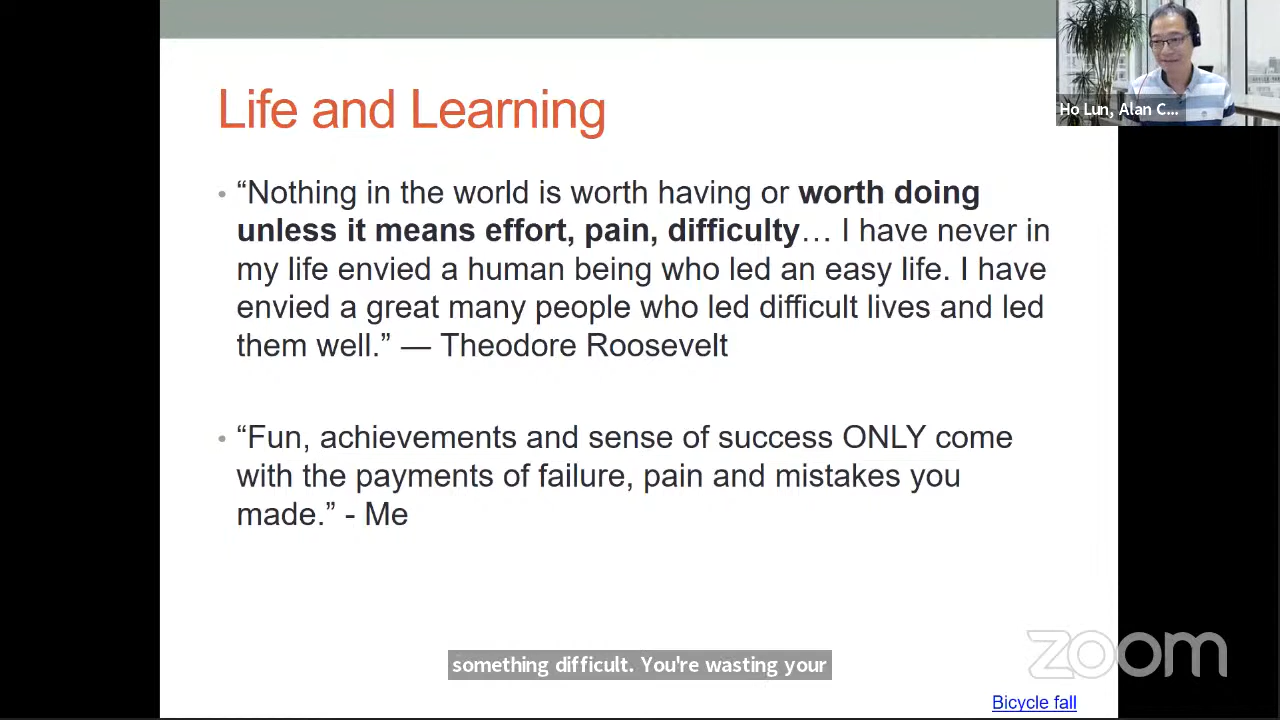 Life and Learning
Ho Lun, Alan C...
• “Nothing in the world is worth having or worth doing
unless it means effort, pain, difficulty… I have never in
my life envied a human being who led an easy life. I have
envied a great many people who led difficult lives and led
them well.” — Theodore Roosevelt
• “Fun, achievements and sense of success ONLY come
with the payments of failure, pain and mistakes you
made.” - Me
something difficult. You're wasting your
zoom
Bicycle fall